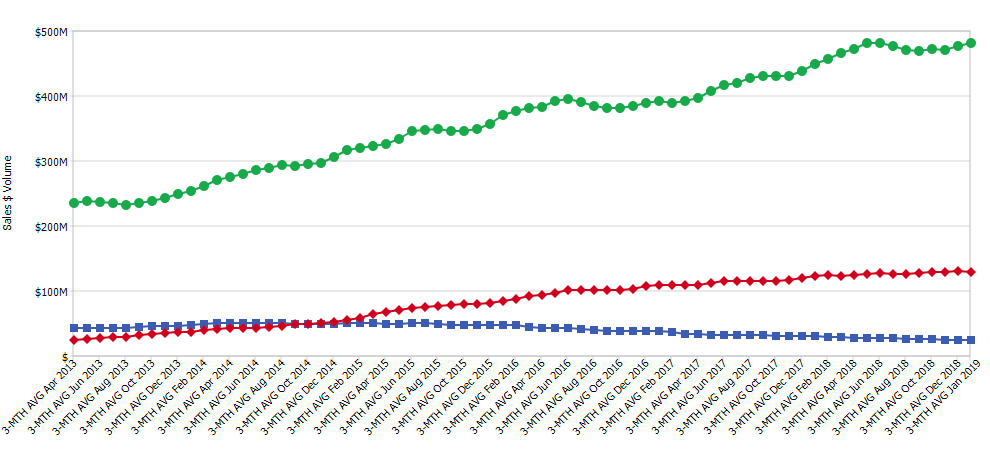 $500M
$400M
$300M
$200M
$100M
$
Sales $ Volume
3-MTH AVG Apr 2013
3-MTH AVG Jun 2013
3-MTH AVG Aug 2013
3-MTH AVG Oct 2013
3-MTH AVG Dec 2013
3-MTH AVG Feb 2014
3-MTH AVG Apr 2014
3-MTH AVG Jun 2014
3-MTH AVG Aug 2014
3-MTH AVG Oct 2014
3-MTH AVG Dec 2014
3-MTH AVG Feb 2015
3-MTH AVG Apr 2015
3-MTH AVG Jun 2015
3-MTH AVG Aug 2015
3-MTH AVG Oct 2015
3-MTH AVG Dec 2015
3-MTH AVG Feb 2016
3-MTH AVG Apr 2016
3-MTH AVG Jun 2016
3-MTH AVG Aug 2016
3-MTH AVG Oct 2016
3-MTH AVG Dec 2016
3-MTH AVG Feb 2017
3-MTH AVG Apr 2017
3-MTH AVG Jun 2017
3-MTH AVG Aug 2017
3-MTH AVG Oct 2017
3-MTH AVG Dec 2017
3-MTH AVG Feb 2018
3-MTH AVG Apr 2018
3-MTH AVG Jun 2018
3-MTH AVG Aug 2018
3-MTH AVG Oct 2018
3-MTH AVG Dec 2018
3-MTH AVG Jan 2019